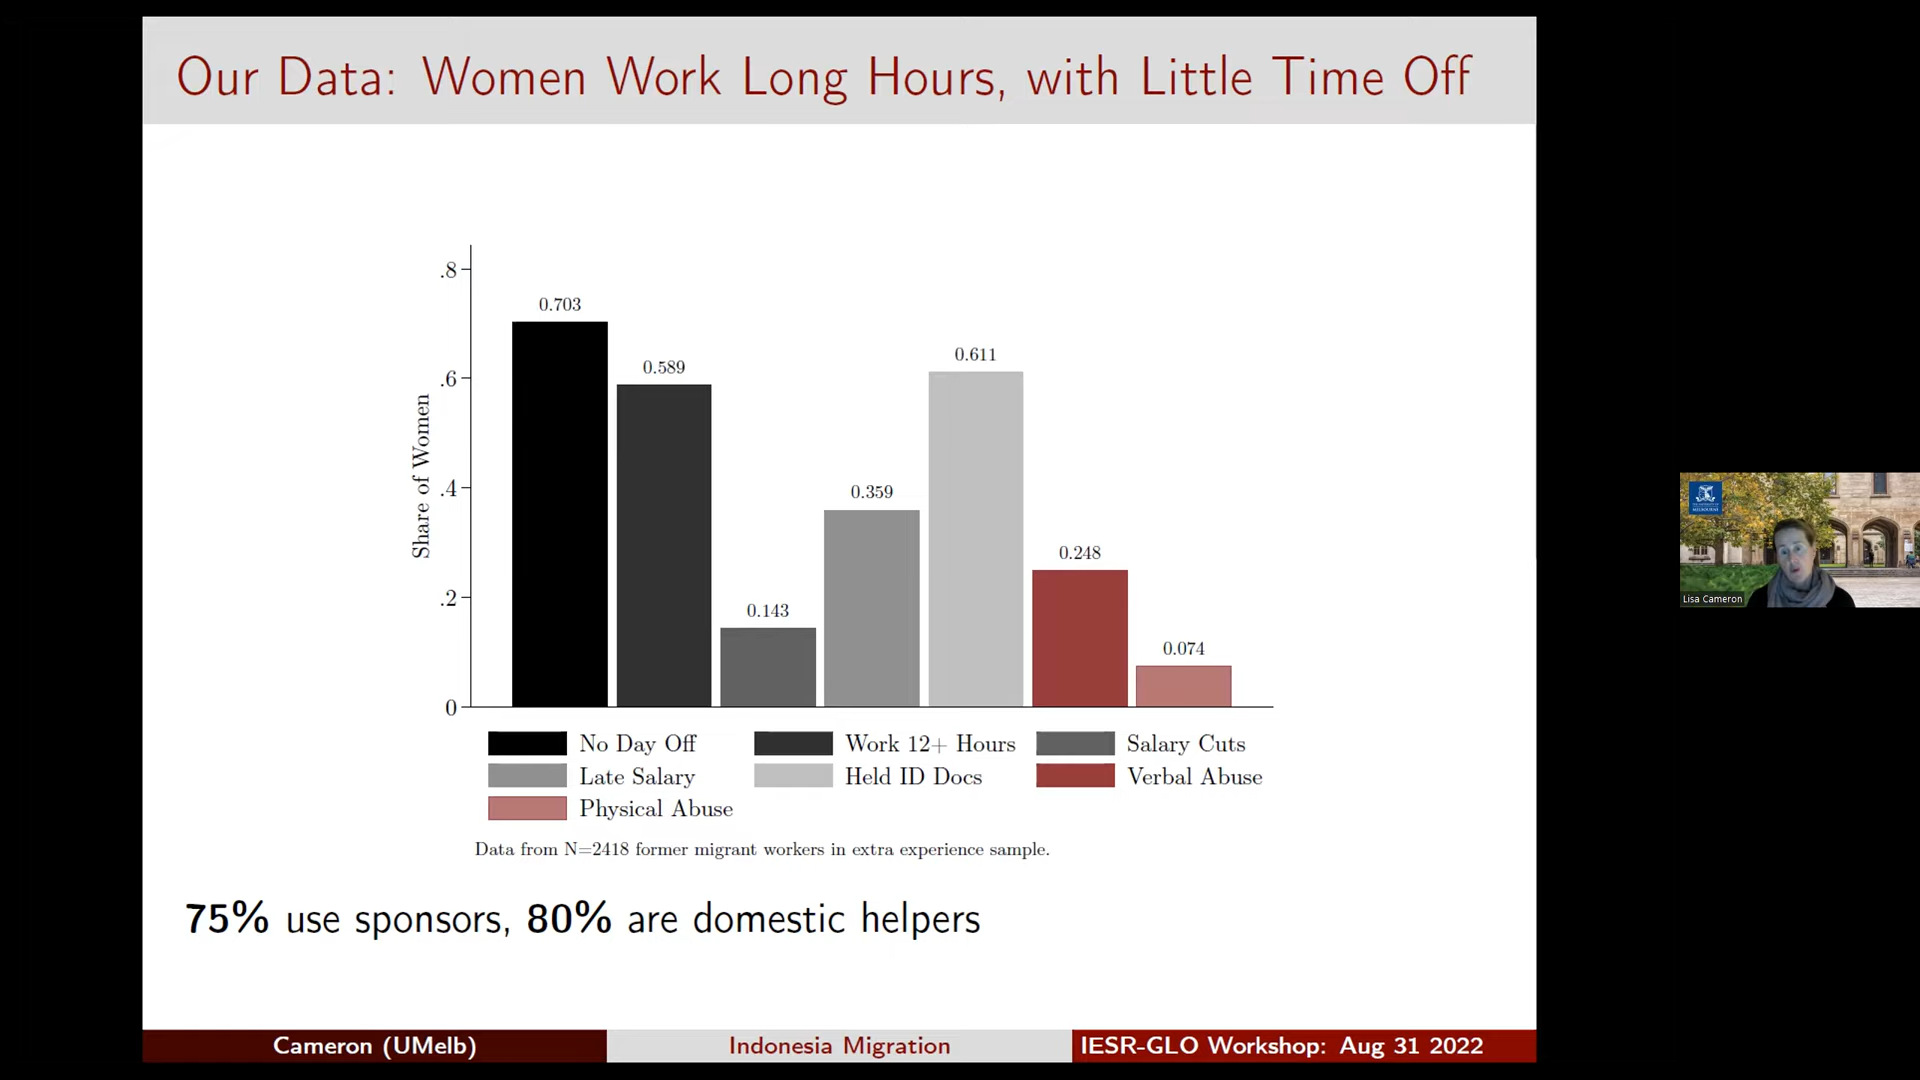 Our Data: Women Work Long Hours, with Little Time Off
Share of Women
.8
.6
.4
.2
0
0.703
0.589
0.143
0.359
0.611
0.248
0.074
No Day Off
Work 12+ Hours
Salary Cuts
Late Salary
Held ID Docs
Verbal Abuse
Physical Abuse
Data from N=2418 former migrant workers in extra experience sample.
75% use sponsors, 80% are domestic helpers
Cameron (UMelb)
Indonesia Migration
IESR-GLO Workshop: Aug 31 2022
MELBOURNE
Lisa Cameron